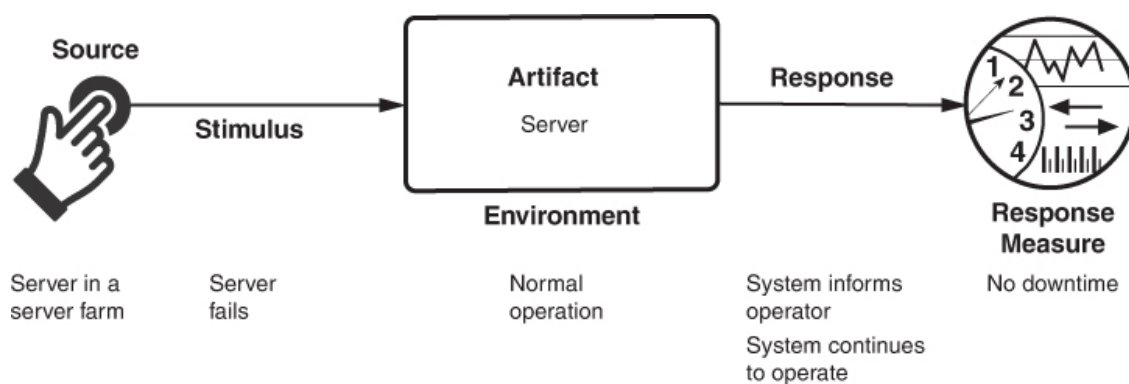 Source
Stimulus
Artifact
Server
Environment
Response
1
2
3
4
Response
Measure
Server in a
server farm
Server
fails
Normal
operation
System informs
operator
System continues
to operate
No downtime